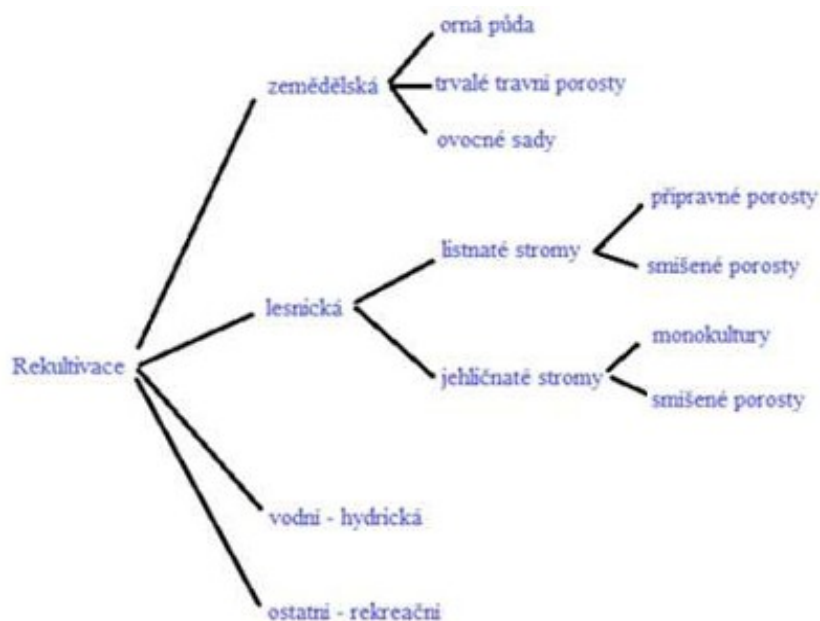 orná půda
zemědělská
trvalé travní porosty
ovocné sady
přípravné porosty
listnaté stromy
smíšené porosty
lesnická
monokultury
Rekultivace
jehličnaté stromy
smíšené porosty
vodní - hydrická
ostatní - rekreační